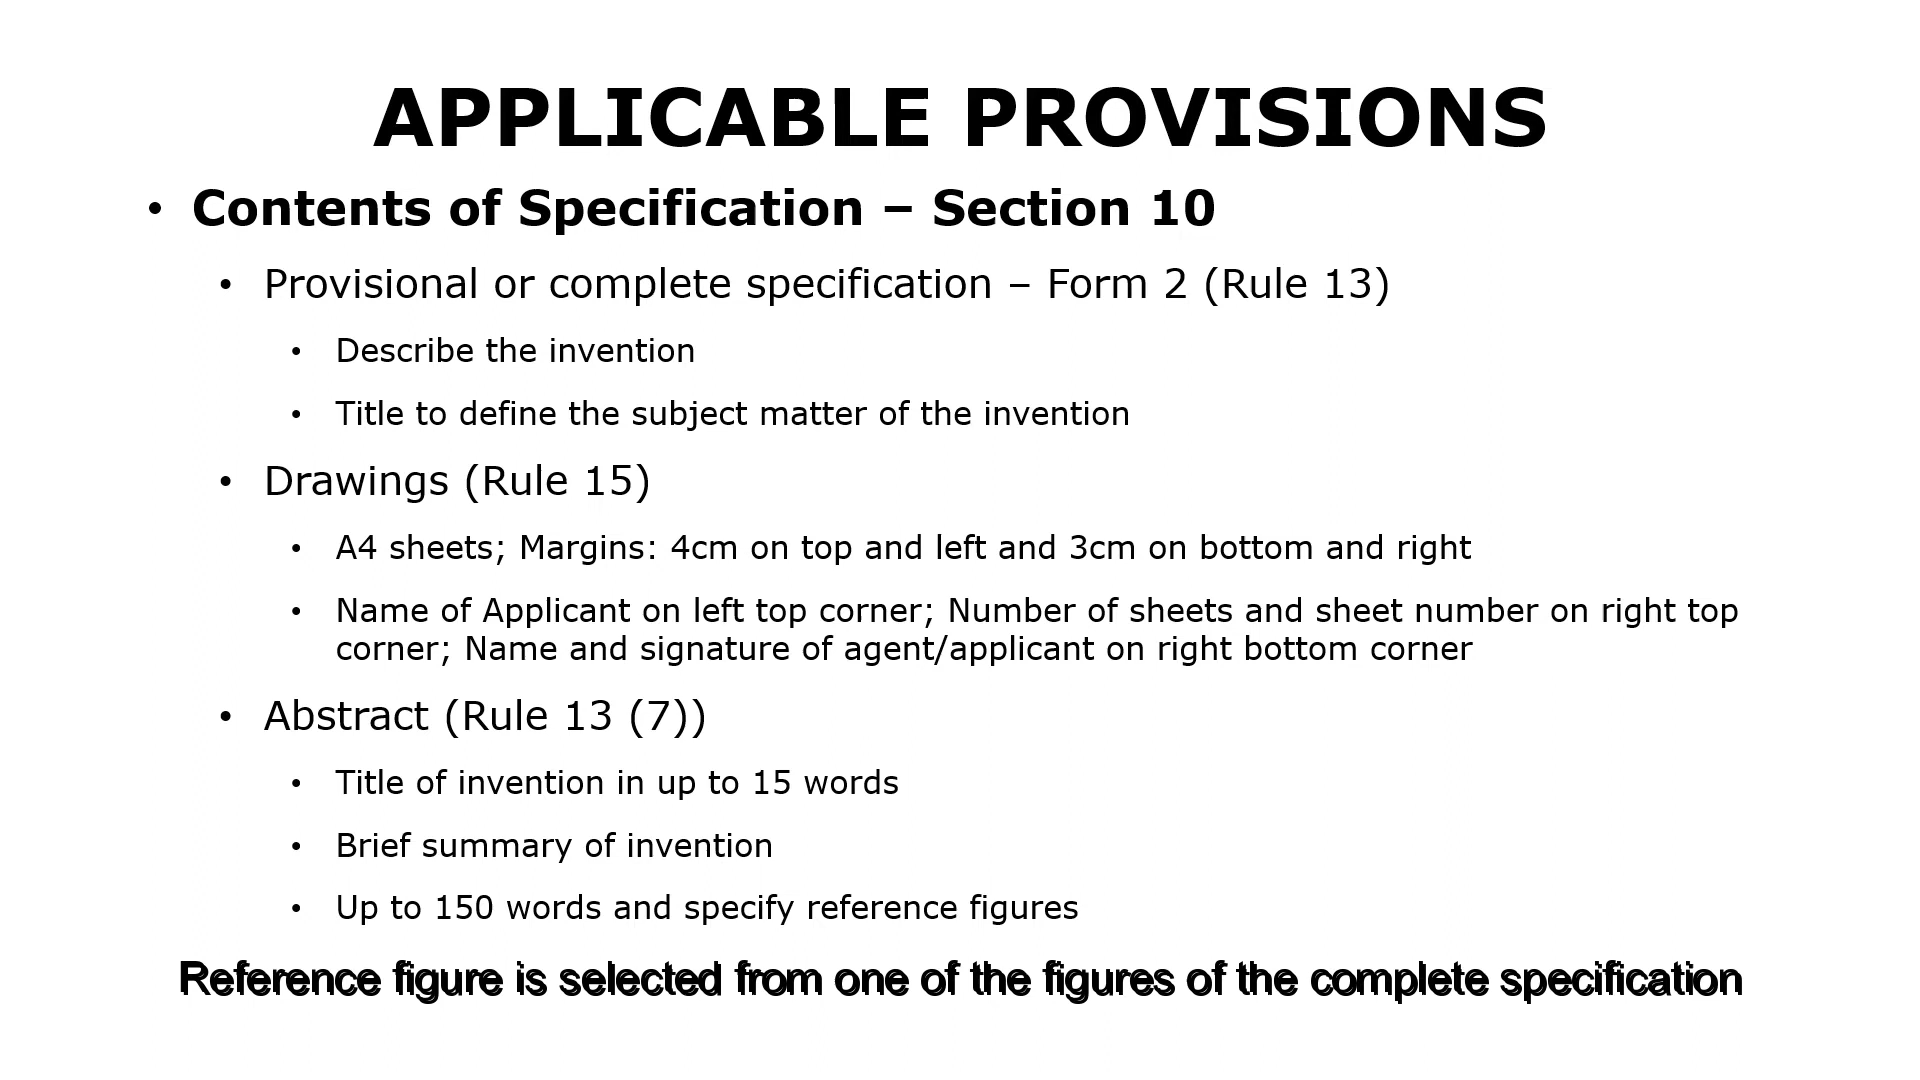 APPLICABLE PROVISIONS
• Contents of Specification – Section 10
• Provisional or complete specification – Form 2 (Rule 13)
• Describe the invention
• Title to define the subject matter of the invention
• Drawings (Rule 15)
• A4 sheets; Margins: 4cm on top and left and 3cm on bottom and right
• Name of Applicant on left top corner; Number of sheets and sheet number on right top
corner; Name and signature of agent/applicant on right bottom corner
• Abstract (Rule 13 (7))
• Title of invention in up to 15 words
• Brief summary of invention
• Up to 150 words and specify reference figures
Reference figure is selected from one of the figures of the complete specification